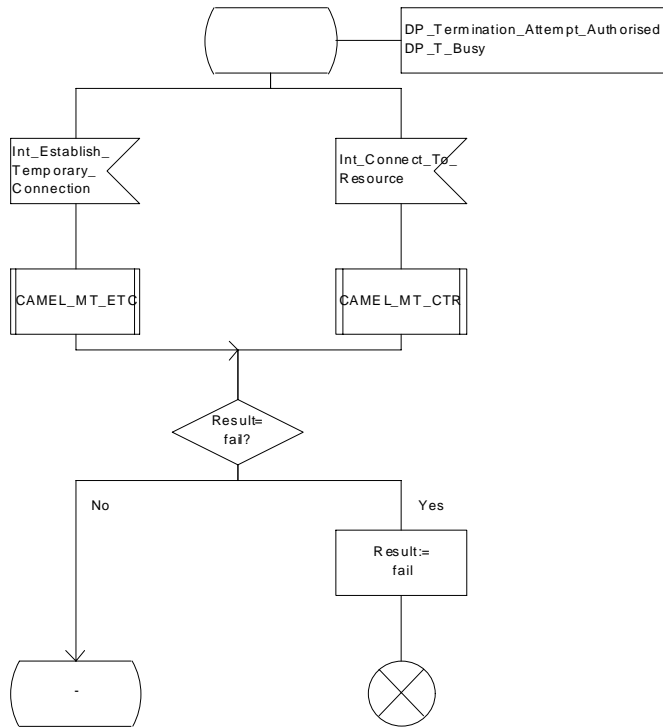 DP_Termination_Attempt_Authorised
DP_T_Busy
Int_Establish_
Temporary_
Connection
Int_Connect_To_
Resource
CAMEL_MT_ETC
CAMEL_MT_CTR
Result=
fail?
No
Yes
Result:=
fail
-